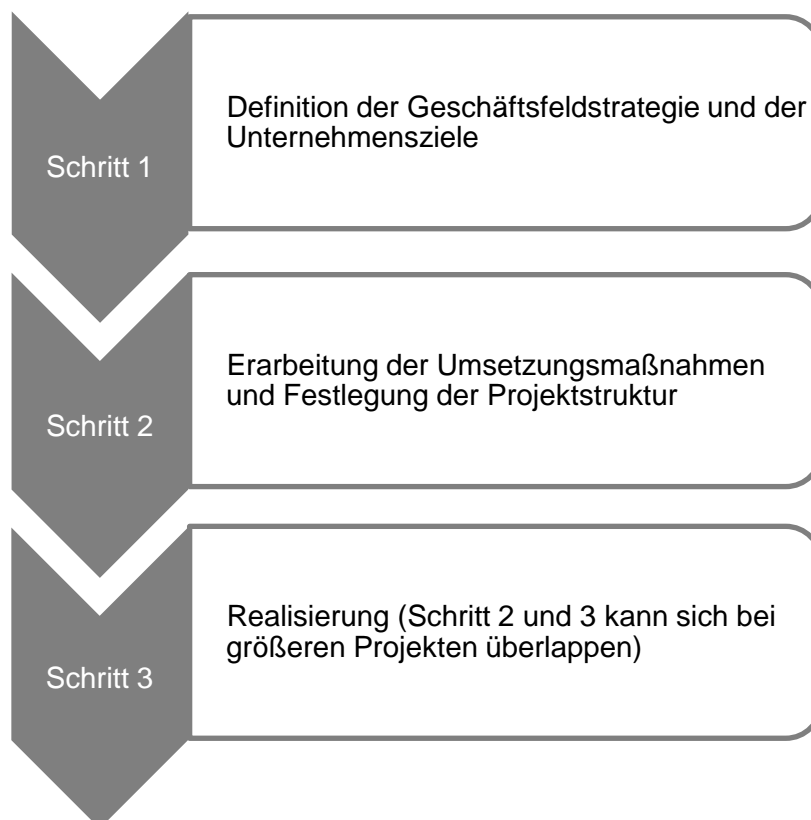 Schritt 1
Definition der Geschäftsfeldstrategie und der
Unternehmensziele
Schritt 2
Erarbeitung der Umsetzungsmaßnahmen
und Festlegung der Projektstruktur
Schritt 3
Realisierung (Schritt 2 und 3 kann sich bei
größeren Projekten überlappen)